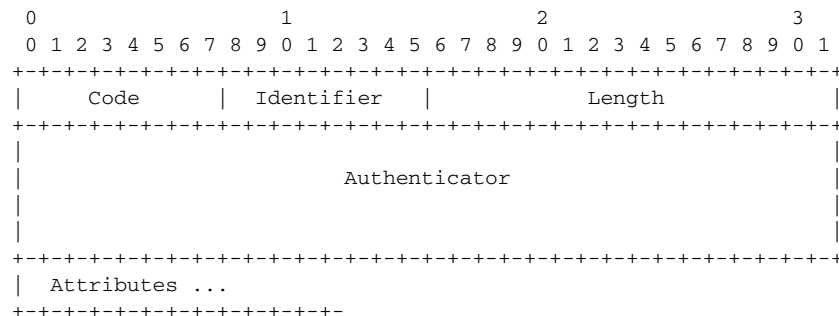 0                   1                   2                   3
 0 1 2 3 4 5 6 7 8 9 0 1 2 3 4 5 6 7 8 9 0 1 2 3 4 5 6 7 8 9 0 1
+-+-+-+-+-+-+-+-+-+-+-+-+-+-+-+-+-+-+-+-+-+-+-+-+-+-+-+-+-+-+-+-+
|     Code      |  Identifier   |            Length             |
+-+-+-+-+-+-+-+-+-+-+-+-+-+-+-+-+-+-+-+-+-+-+-+-+-+-+-+-+-+-+-+-+
|                                                               |
|                         Authenticator                         |
|                                                               |
|                                                               |
+-+-+-+-+-+-+-+-+-+-+-+-+-+-+-+-+-+-+-+-+-+-+-+-+-+-+-+-+-+-+-+-+
|  Attributes ...
+-+-+-+-+-+-+-+-+-+-+-+-+-